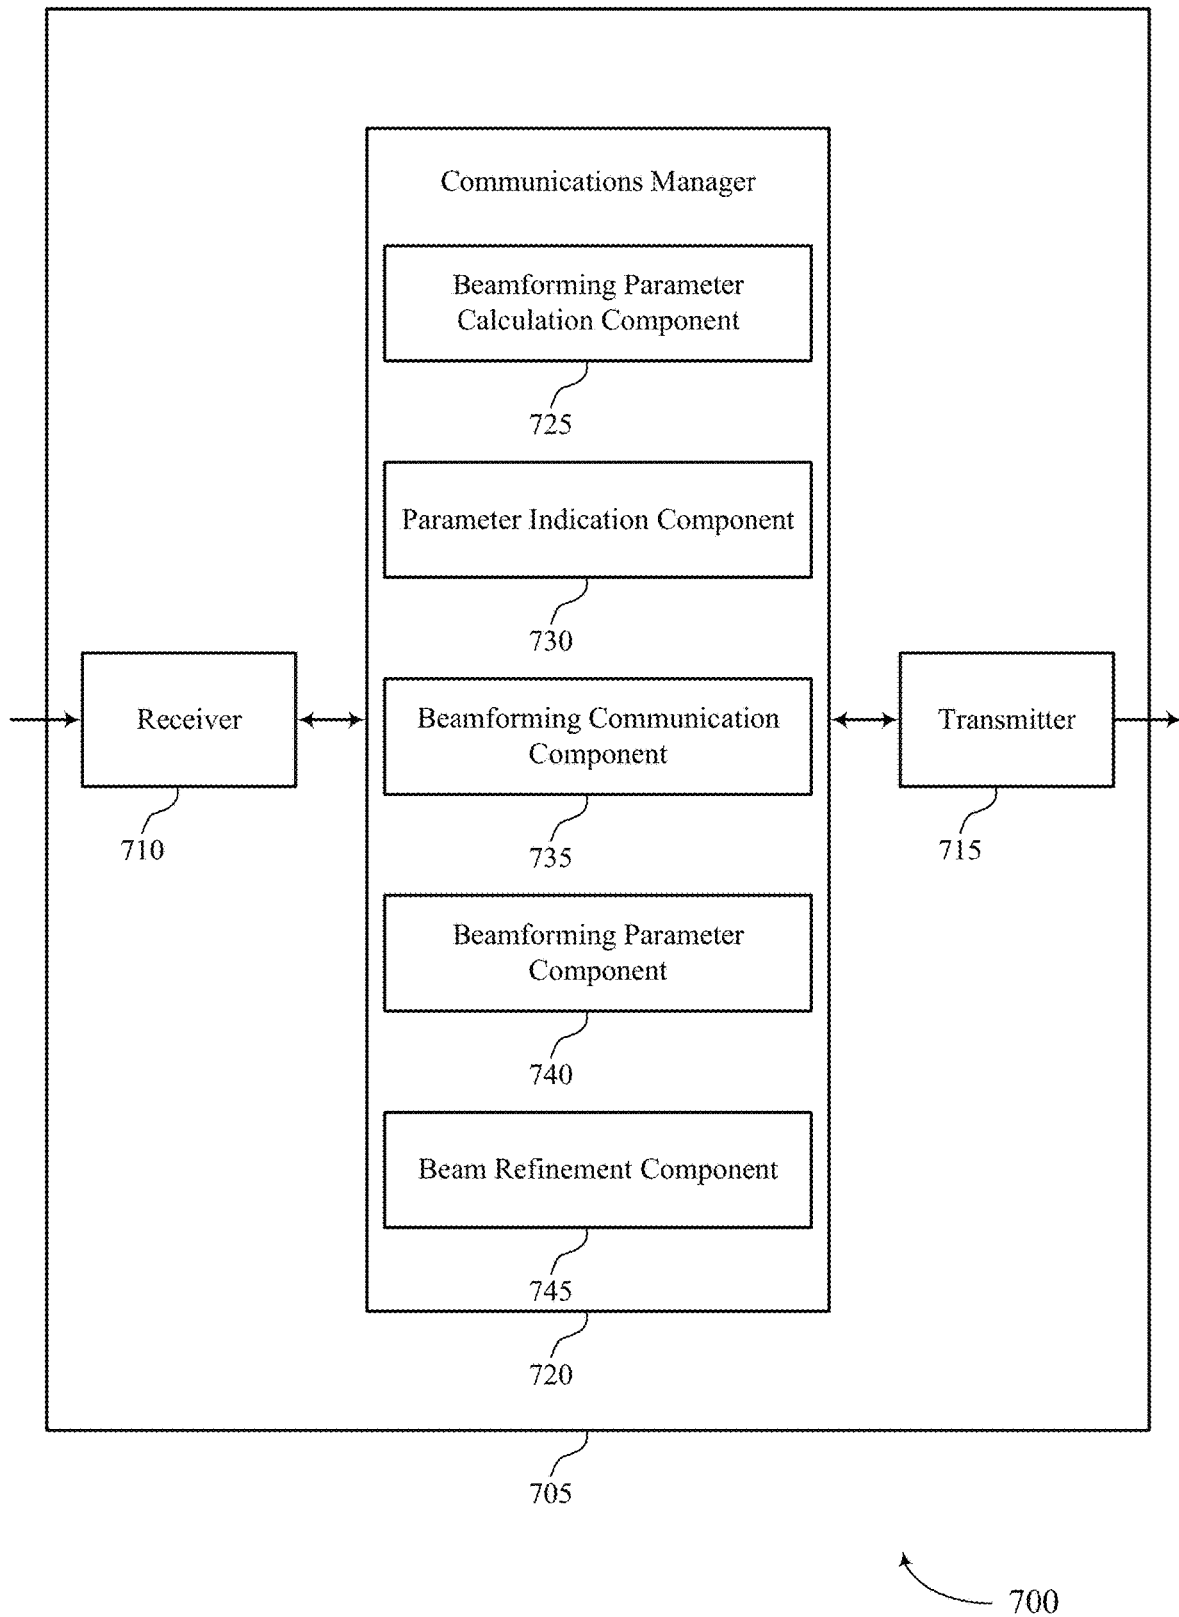 Communications Manager
Beamforming Parameter
Calculation Component
725
Parameter Indication Component
730
Receiver
710
Beamforming Communication
Component
735
Transmitter
715
Beamforming Parameter
Component
740
Beam Refinement Component
745
720
705
700